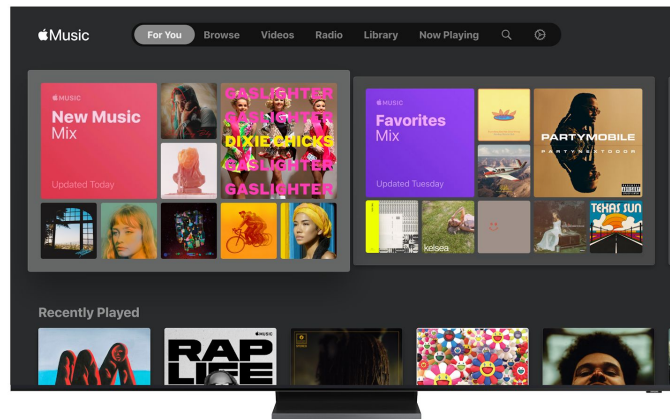 Music
For You
Browse
Videos
Radio
Library
Now Playing
MUSIC
New Music
Mix
Updated Today
GASLIGHTER
GASLIGHTER
DIXIE CHICKS
GASLIGHTER
GASLIGHTER
MUSIC
Favorites
Mix
Updated Tuesday
PARTYMOBILE
PARTYNEXTDOOR
kelsea
TEXAS SUN
Recently Played
MUSIC
RAP
LIFE